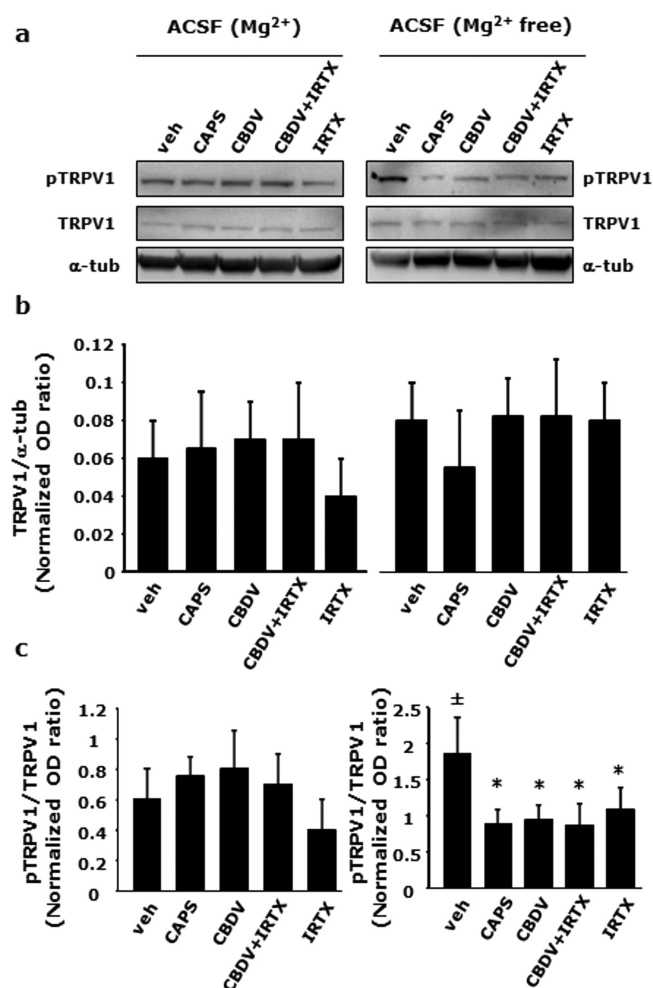 a
ACSF (Mg²⁺)
ACSF (Mg²⁺ free)
veh
CAPS
CBDV
CBDV+IRTX
IRTX
veh
CAPS
CBDV
CBDV+IRTX
IRTX
pTRPV1
pTRPV1
TRPV1
TRPV1
α-tub
α-tub
b
TRPV1/α-tub
(Normalized OD ratio)
0.12
0.1
0.08
0.06
0.04
0.02
0
veh
CAPS
CBDV
CBDV+IRTX
IRTX
veh
CAPS
CBDV
CBDV+IRTX
IRTX
c
pTRPV1/TRPV1
(Normalized OD ratio)
1.2
1
0.8
0.6
0.4
0.2
0
veh
CAPS
CBDV
CBDV+IRTX
IRTX
pTRPV1/TRPV1
(Normalized OD ratio)
2.5
2
1.5
1
0.5
0
±
*
*
*
*
veh
CAPS
CBDV
CBDV+IRTX
IRTX